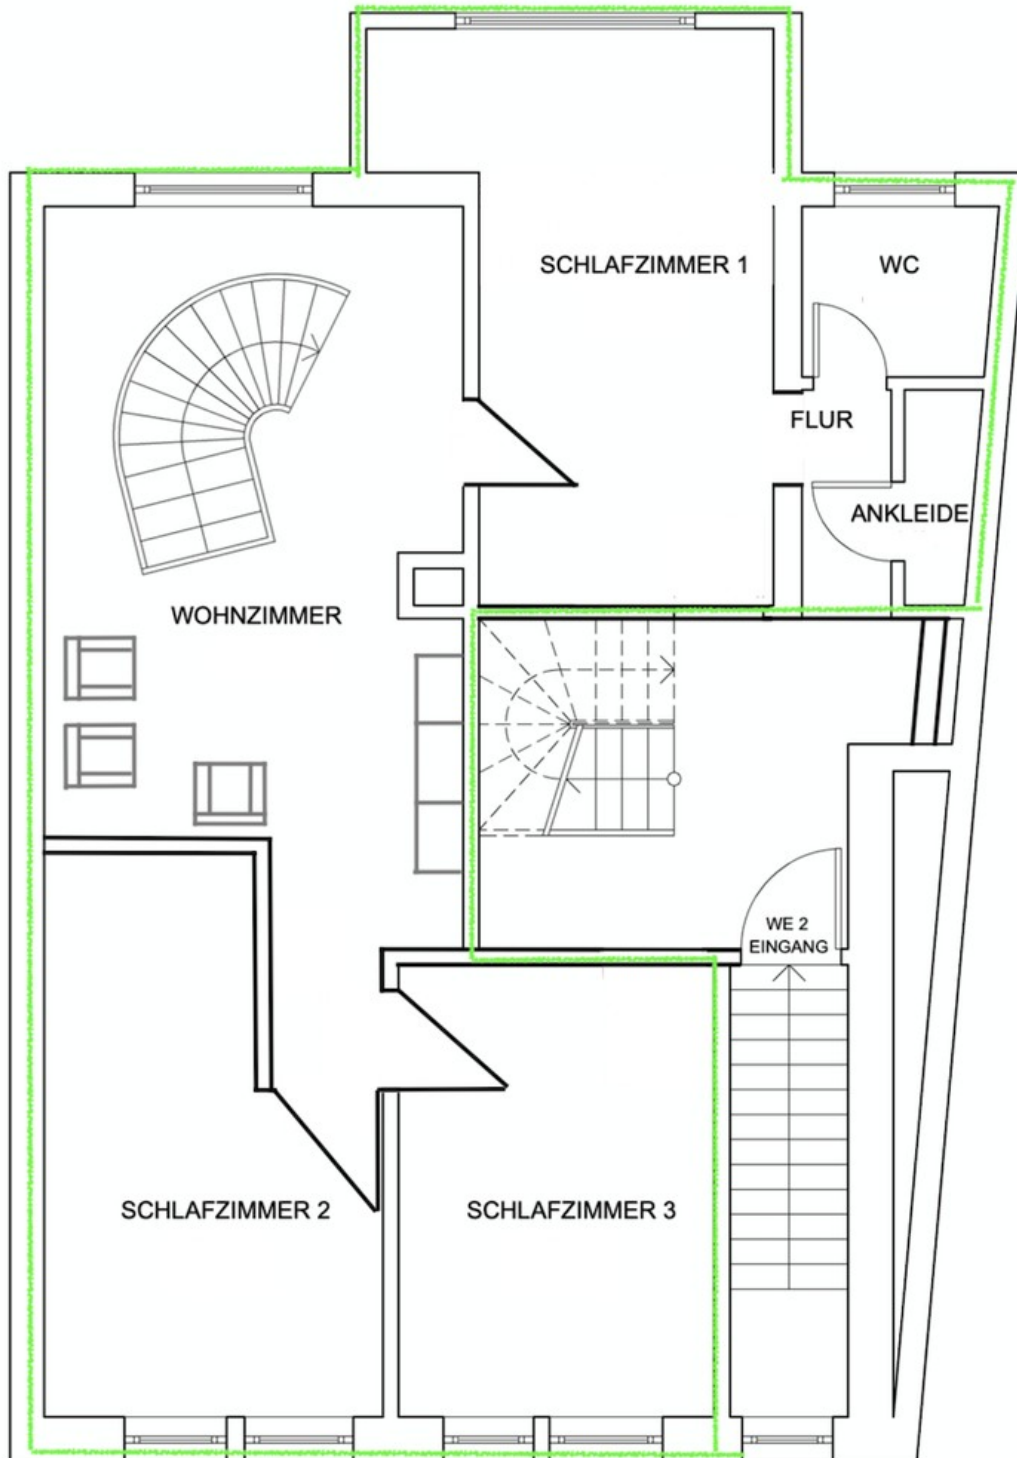 SCHLAFZIMMER 1
WC
FLUR
ANKLEIDE
WOHNZIMMER
WE 2
EINGANG
SCHLAFZIMMER 2
SCHLAFZIMMER 3